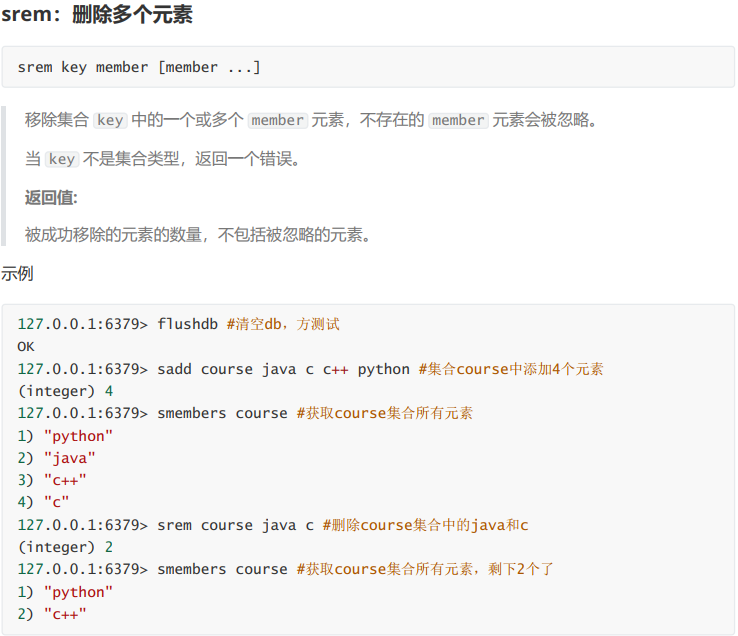 srem：删除多个元素
srem key member [member ...]
移除集合 key 中的一个或多个 member 元素，不存在的 member 元素会被忽略。
当 key 不是集合类型，返回一个错误。
返回值:
被成功移除的元素的数量，不包括被忽略的元素。
示例
127.0.0.1:6379> flushdb #清空db，方测试
OK
127.0.0.1:6379> sadd course java c c++ python #集合course中添加4个元素
(integer) 4
127.0.0.1:6379> smembers course #获取course集合所有元素
1) "python"
2) "java"
3) "c++"
4) "c"
127.0.0.1:6379> srem course java c #删除course集合中的java和c
(integer) 2
127.0.0.1:6379> smembers course #获取course集合所有元素，剩下2个了
1) "python"
2) "c++"